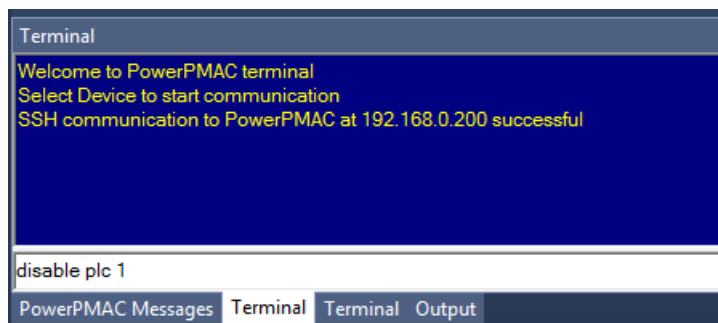 Terminal
Welcome to PowerPMAC terminal
Select Device to start communication
SSH communication to PowerPMAC at 192.168.0.200 successful
disable plc 1
PowerPMAC Messages Terminal Terminal Output